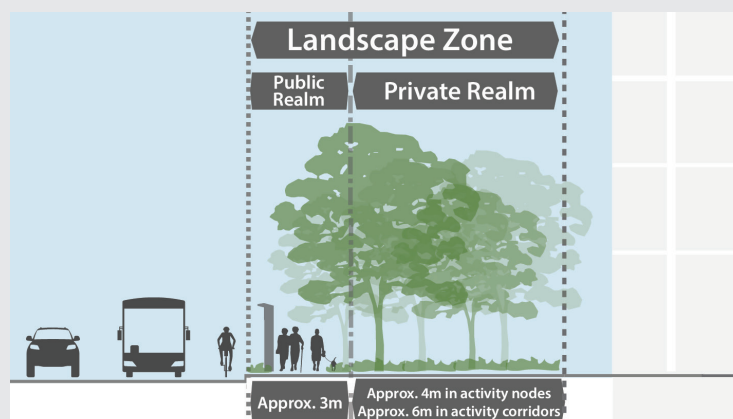 Landscape Zone
Public
Realm
Private Realm
Approx. 3m
Approx. 4m in activity nodes
Approx. 6m in activity corridors